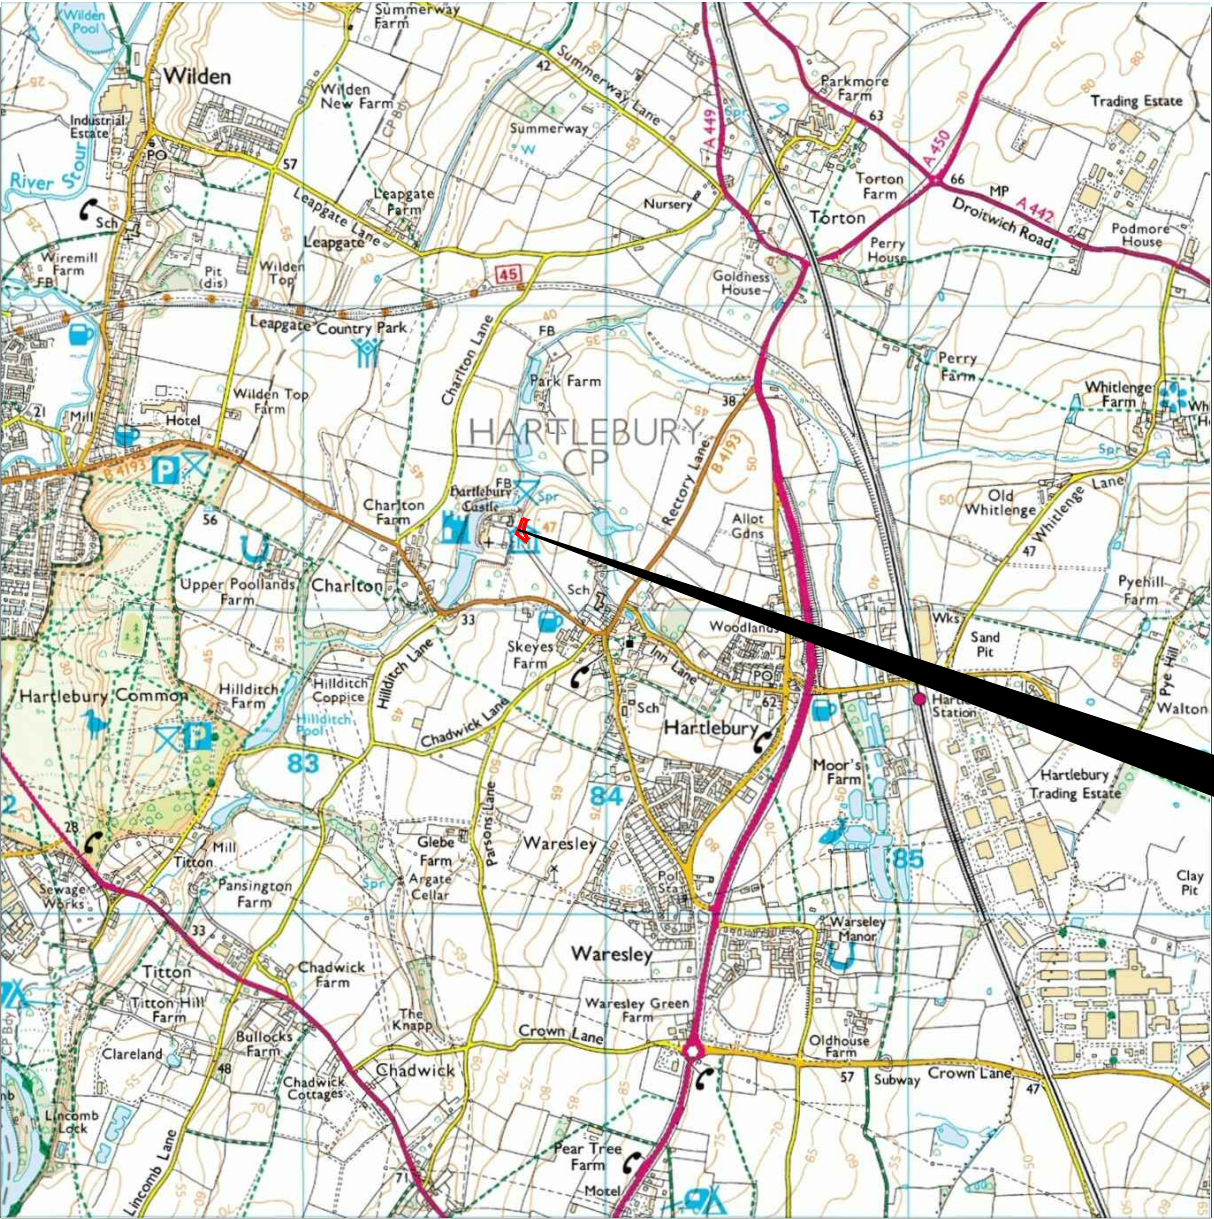 Wilden
Pool
Summerway
Farm
42
Summerway Lane
Wilden
Wilden
New Farm
Parkmore
Farm
63
A 449
A 450
Trading Estate
Industrial
Estate
PO
57
Summerway
W
Spr
River Stour
Leapgate
Farm
Leapgate Lane
Leapgate
Nursery
Torton
Farm
66
MP
A 442
Droitwich Road
Torton
Perry
House
Podmore
House
Sch
Wiremill
Farm
FB
Pit
(dis)
Wilden
Top
45
Goldness
House
Leapgate Country Park
Charlton Lane
FB
Park Farm
Perry
Farm
Whitlenge
Farm
21
Mill
Hotel
Wilden Top
Farm
38
B 4193
HARTLEBURY
CP
Rectory Lane
B 4193
Spr
Whitlenge Lane
Old
Whitlenge
47
56
Charlton
Farm
Hartlebury
Castle
FB
Spr
47
Allot
Gdns
Upper Poollands
Farm
Charlton
Sch
33
Pyehill
Farm
Pye Hill
Wks
Sand
Pit
Woodlands
Skeyes
Farm
Inn Lane
PO
62
Hartlebury Common
Hillditch
Farm
Hillditch
Coppice
Hillditch
Pool
Hillditch Lane
Chadwick Lane
Sch
Hartlebury
Station
Walton
83
84
Moor's
Farm
Hartlebury
Trading Estate
2
28
Titton
Mill
Glebe
Farm
Argate
Cellar
Parsons Lane
Waresley
Pol
Sta
85
Clay
Pit
Sewage
Works
Pansington
Farm
Spr
33
Titton
Waresley
Warseley
Manor
Titton Hill
Farm
Chadwick
Farm
The
Knapp
Waresley Green
Farm
Clareland
Bullocks
Farm
48
Crown Lane
Oldhouse
Farm
57
Subway
Crown Lane
47
Chadwick
Cottages
Chadwick
Lincomb
Lock
Lincomb Lane
71
Pear Tree
Farm
Motel